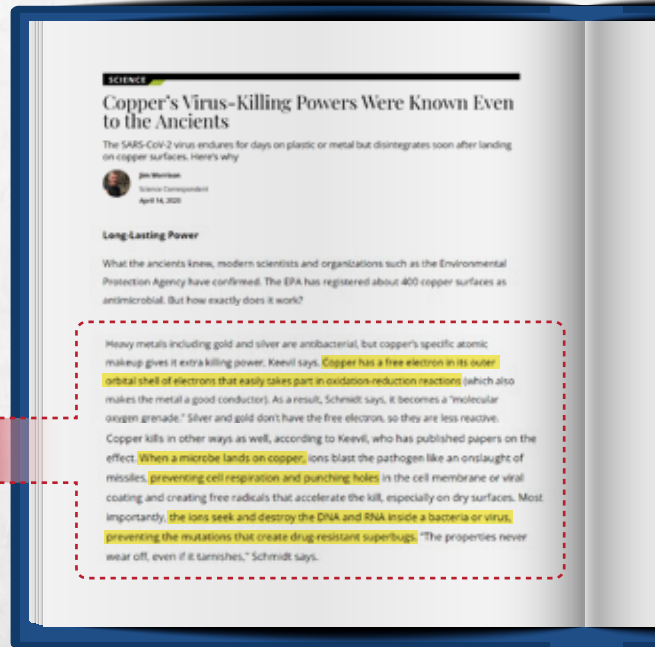 SCIENCE
Copper's Virus-Killing Powers Were Known Even
to the Ancients
The SARS-CoV-2 virus endures for days on plastic or metal but disintegrates soon after landing
on copper surfaces. Here's why
Jim Morrison
Science Correspondent
April 14, 2020
Long-Lasting Power
What the ancients knew, modern scientists and organizations such as the Environmental
Protection Agency have confirmed. The EPA has registered about 400 copper surfaces as
antimicrobial. But how exactly does it work?
Heavy metals including gold and silver are antibacterial, but copper's specific atomic
makeup gives it extra killing power, Keevil says. Copper has a free electron in its outer
orbital shell of electrons that easily takes part in oxidation-reduction reactions (which also
makes the metal a good conductor). As a result, Schmidt says, it becomes a "molecular
oxygen grenade." Silver and gold don't have the free electron, so they are less reactive.
Copper kills in other ways as well, according to Keevil, who has published papers on the
effect. When a microbe lands on copper, ions blast the pathogen like an onslaught of
missiles, preventing cell respiration and punching holes in the cell membrane or viral
coating and creating free radicals that accelerate the kill, especially on dry surfaces. Most
importantly, the ions seek and destroy the DNA and RNA inside a bacteria or virus,
preventing the mutations that create drug-resistant superbugs. "The properties never
wear off, even if it tarnishes," Schmidt says.